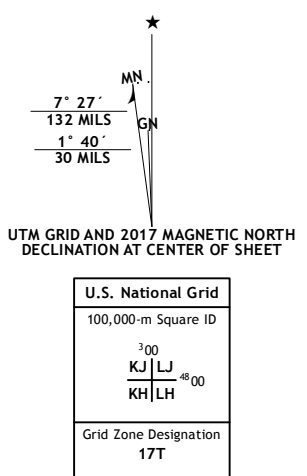 ★
MN
7° 27´
132 MILS
GN
1° 40´
30 MILS
UTM GRID AND 2017 MAGNETIC NORTH
DECLINATION AT CENTER OF SHEET
U.S. National Grid
100,000-m Square ID
³00
KJ LJ
⁴⁸00
KH LH
Grid Zone Designation
17T